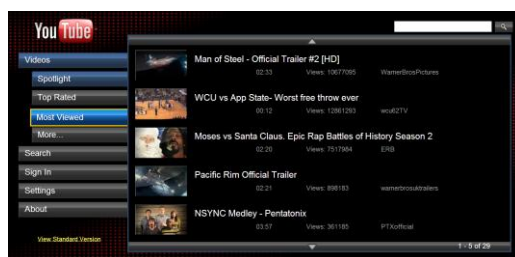 YouTube
Videos
Spotlight
Top Rated
Most Viewed
More...
Search
Sign In
Settings
About
View Standard Version
Man of Steel - Official Trailer #2 [HD]
02:33 Views: 10677095 WarnerBrosPictures
WCU vs App State- Worst free throw ever
00:12 Views: 12861293 wcu62TV
Moses vs Santa Claus. Epic Rap Battles of History Season 2
02:20 Views: 7517984 ERB
Pacific Rim Official Trailer
02:21 Views: 898183 warnerbrosuktrailers
NSYNC Medley - Pentatonix
03:57 Views: 361185 PTXofficial
1 - 5 of 29